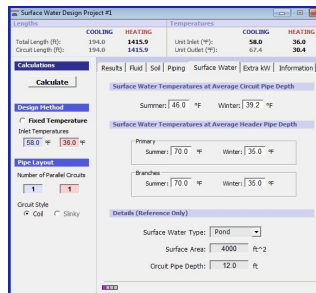 Surface Water Design Project #1
Lengths Temperatures
COOLING HEATING COOLING HEATING
Total Length (ft): 194.0 1415.9 Unit Inlet (°F): 58.0 36.0
Circuit Length (ft): 194.0 1415.9 Unit Outlet (°F): 67.4 30.4
Calculations
Calculate
Results Fluid Soil Piping Surface Water Extra kW Information
Design Method
Fixed Temperature
Inlet Temperatures
58.0 °F 36.0 °F
Pipe Layout
Number of Parallel Circuits
1 1
Circuit Style
Coil Slinky
Surface Water Temperatures at Average Circuit Pipe Depth
Summer: 46.0 °F Winter: 39.2 °F
Surface Water Temperatures at Average Header Pipe Depth
Primary
Summer: 70.0 °F Winter: 35.0 °F
Branches
Summer: 70.0 °F Winter: 35.0 °F
Details (Reference Only)
Surface Water Type: Pond
Surface Area: 4000 ft^2
Circuit Pipe Depth: 12.0 ft